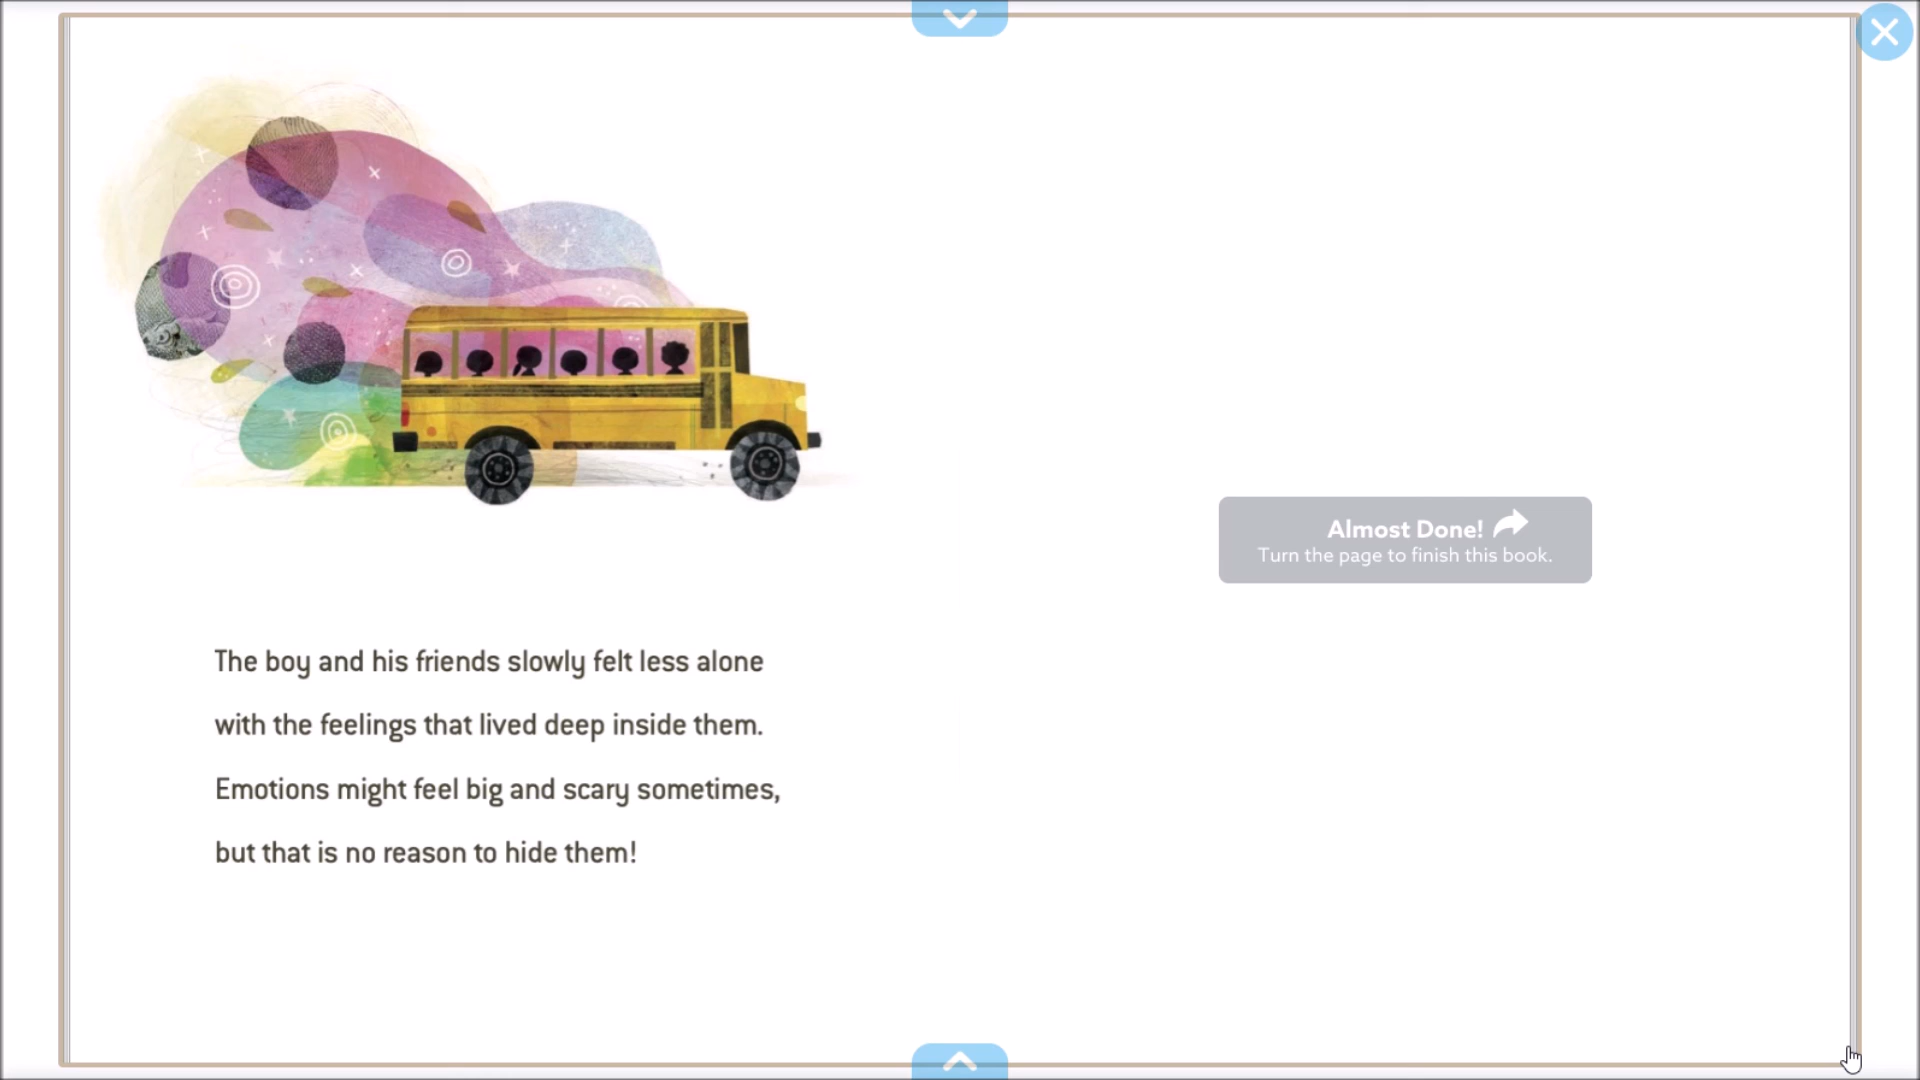 The boy and his friends slowly felt less alone
with the feelings that lived deep inside them.
Emotions might feel big and scary sometimes,
but that is no reason to hide them!
Almost Done!
Turn the page to finish this book.